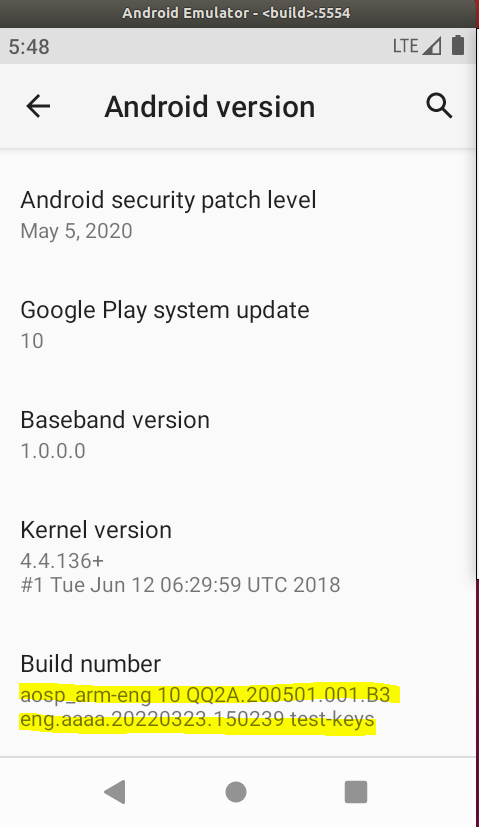 Android Emulator - <build>:5554
5:48 LTE
Android version
Android security patch level
May 5, 2020
Google Play system update
10
Baseband version
1.0.0.0
Kernel version
4.4.136+
#1 Tue Jun 12 06:29:59 UTC 2018
Build number
aosp_arm-eng 10 QQ2A.200501.001.B3
eng.aaaa.20220323.150239 test-keys